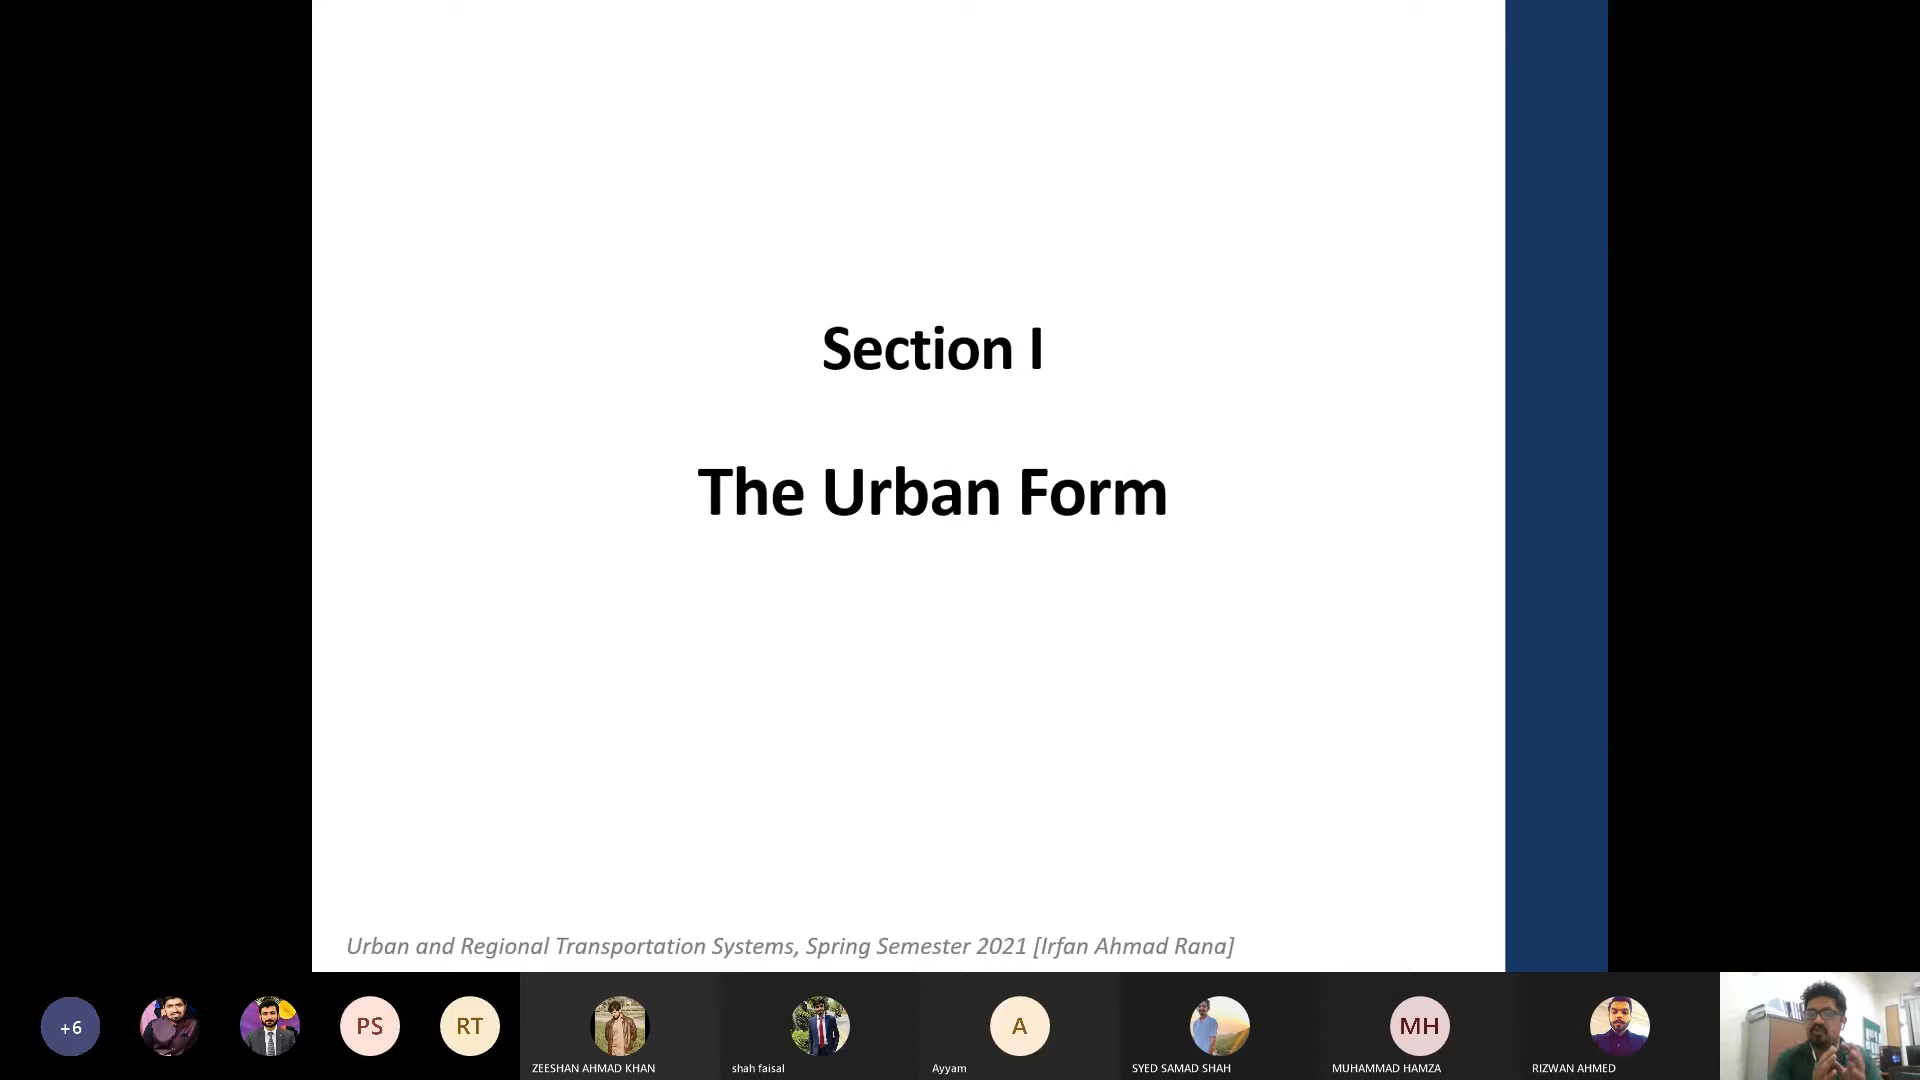 Section I
The Urban Form
Urban and Regional Transportation Systems, Spring Semester 2021 [Irfan Ahmad Rana]
+6
PS
RT
ZEESHAN AHMAD KHAN
shah faisal
A
Ayyam
SYED SAMAD SHAH
MH
MUHAMMAD HAMZA
RIZWAN AHMED